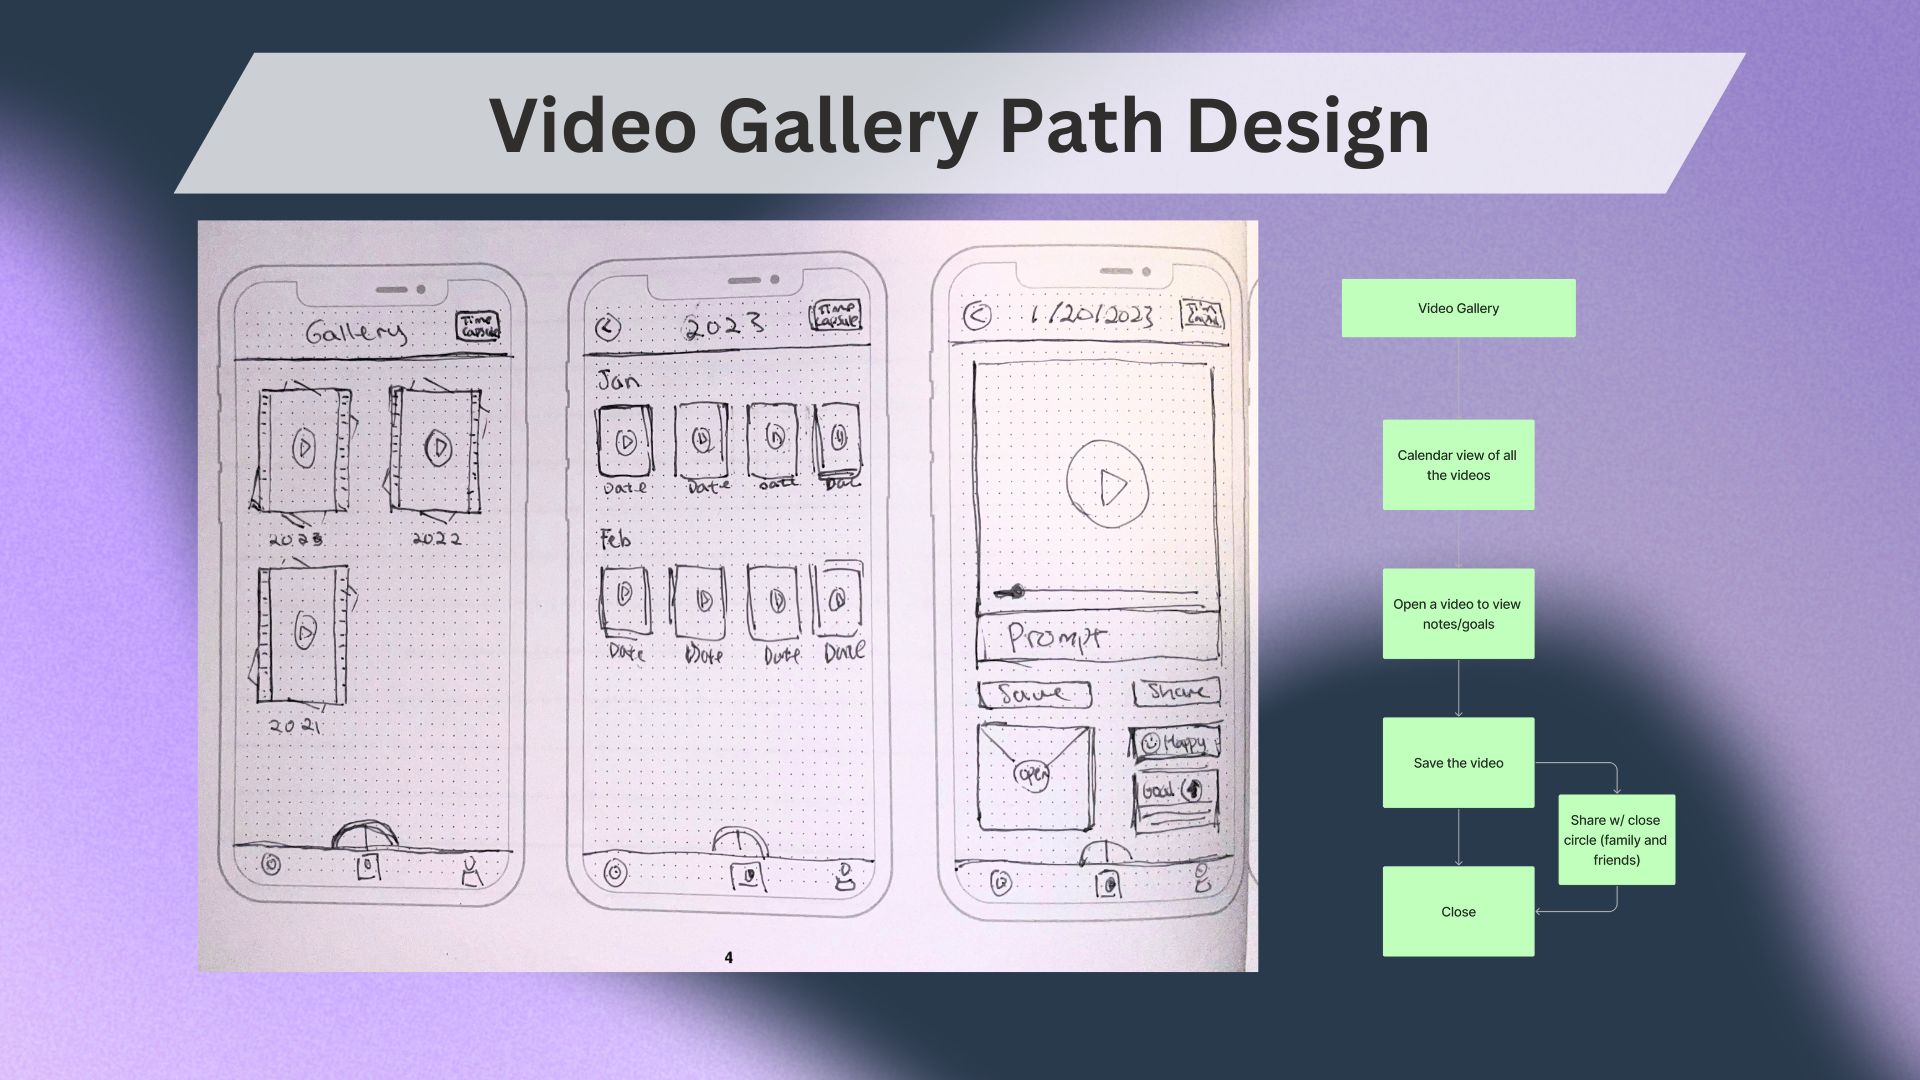 Video Gallery Path Design
Gallery
Time
Capsule
2023
2022
2021
2023
Time
Capsule
Jan
Date
Date
Date
Dat
Feb
Date
Date
Date
Date
1/20/2023
Prompt
Save
Share
open
Happy
Goal
4
Video Gallery
Calendar view of all
the videos
Open a video to view
notes/goals
Save the video
Share w/ close
circle (family and
friends)
Close